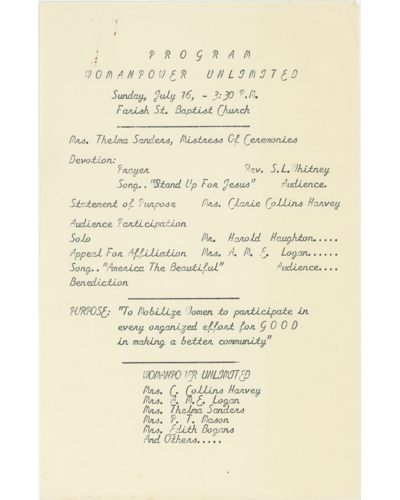 PROGRAM
WOMANPOWER UNLIMITED
Sunday, July 16, - 3:30 P.M.
Farish St. Baptist Church
Mrs. Thelma Sanders, Mistress Of Ceremonies
Devotion:
Prayer Rev. S.L. Whitney
Song.. "Stand Up For Jesus" Audience.
Statement of Purpose Mrs. Clarie Collins Harvey
Audience Participation
Solo Mr. Harold Haughton.....
Appeal For Affiliation Mrs. A. M. E. Logan......
Song.. "America The Beautiful" Audience....
Benediction
PURPOSE: "To Mobilize Women to participate in
every organized effort for G O O D
in making a better community"
WOMANPOWER UNLIMITED
Mrs. C. Collins Harvey
Mrs. A. M.E. Logan
Mrs. Thelma Sanders
Mrs. P. T. Mason
Mrs. Edith Bogans
And Others.....